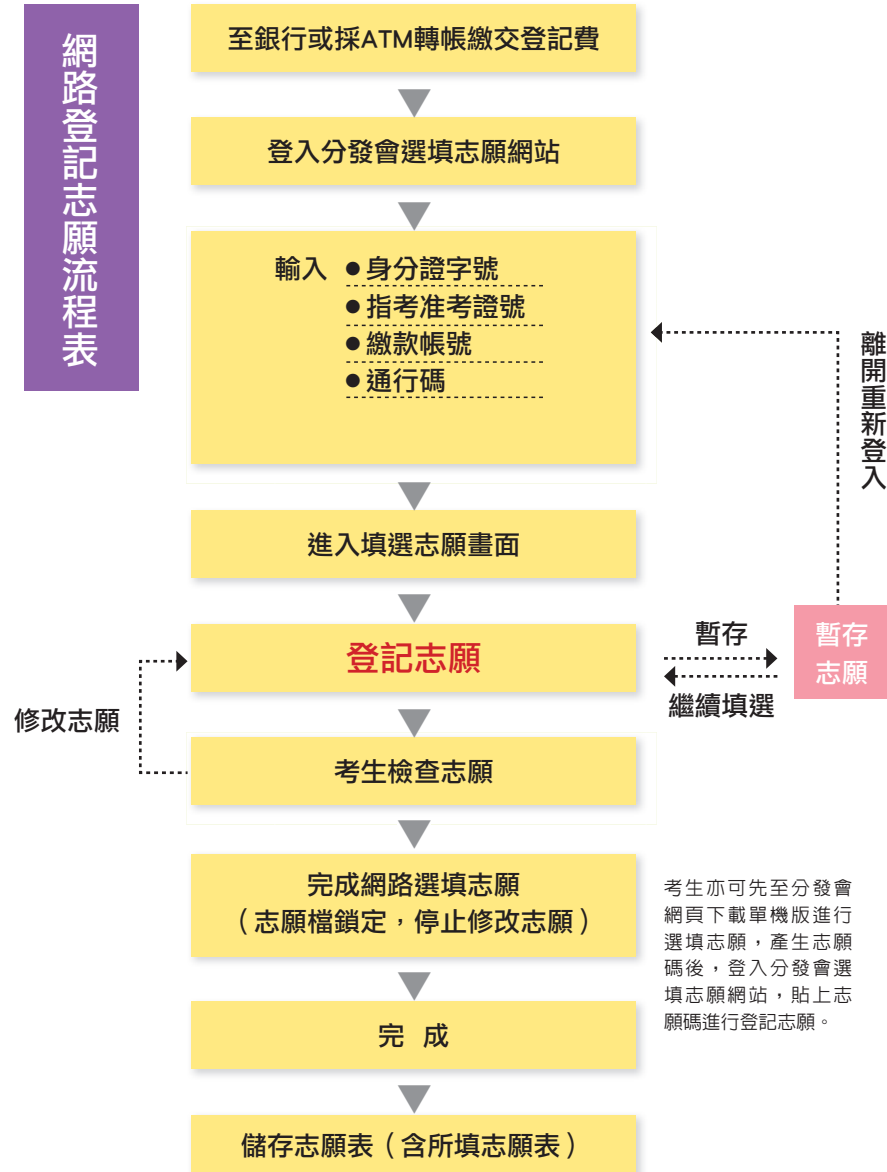 網路登記志願流程表
至銀行或採ATM轉帳繳交登記費
登入分發會選填志願網站
輸入 ●身分證字號
●指考准考證號
●繳款帳號
●通行碼
離開重新登入
進入填選志願畫面
登記志願
暫存
繼續填選
暫存
志願
修改志願
考生檢查志願
完成網路選填志願
（志願檔鎖定，停止修改志願）
考生亦可先至分發會
網頁下載單機版進行
選填志願，產生志願
碼後，登入分發會選
填志願網站，貼上志
願碼進行登記志願。
完 成
儲存志願表（含所填志願表）